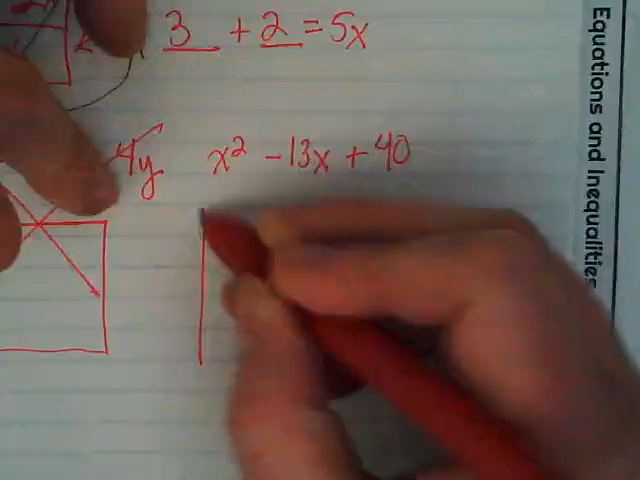 3 + 2 = 5x
4y
x² - 13x + 40
Equations and Inequalities